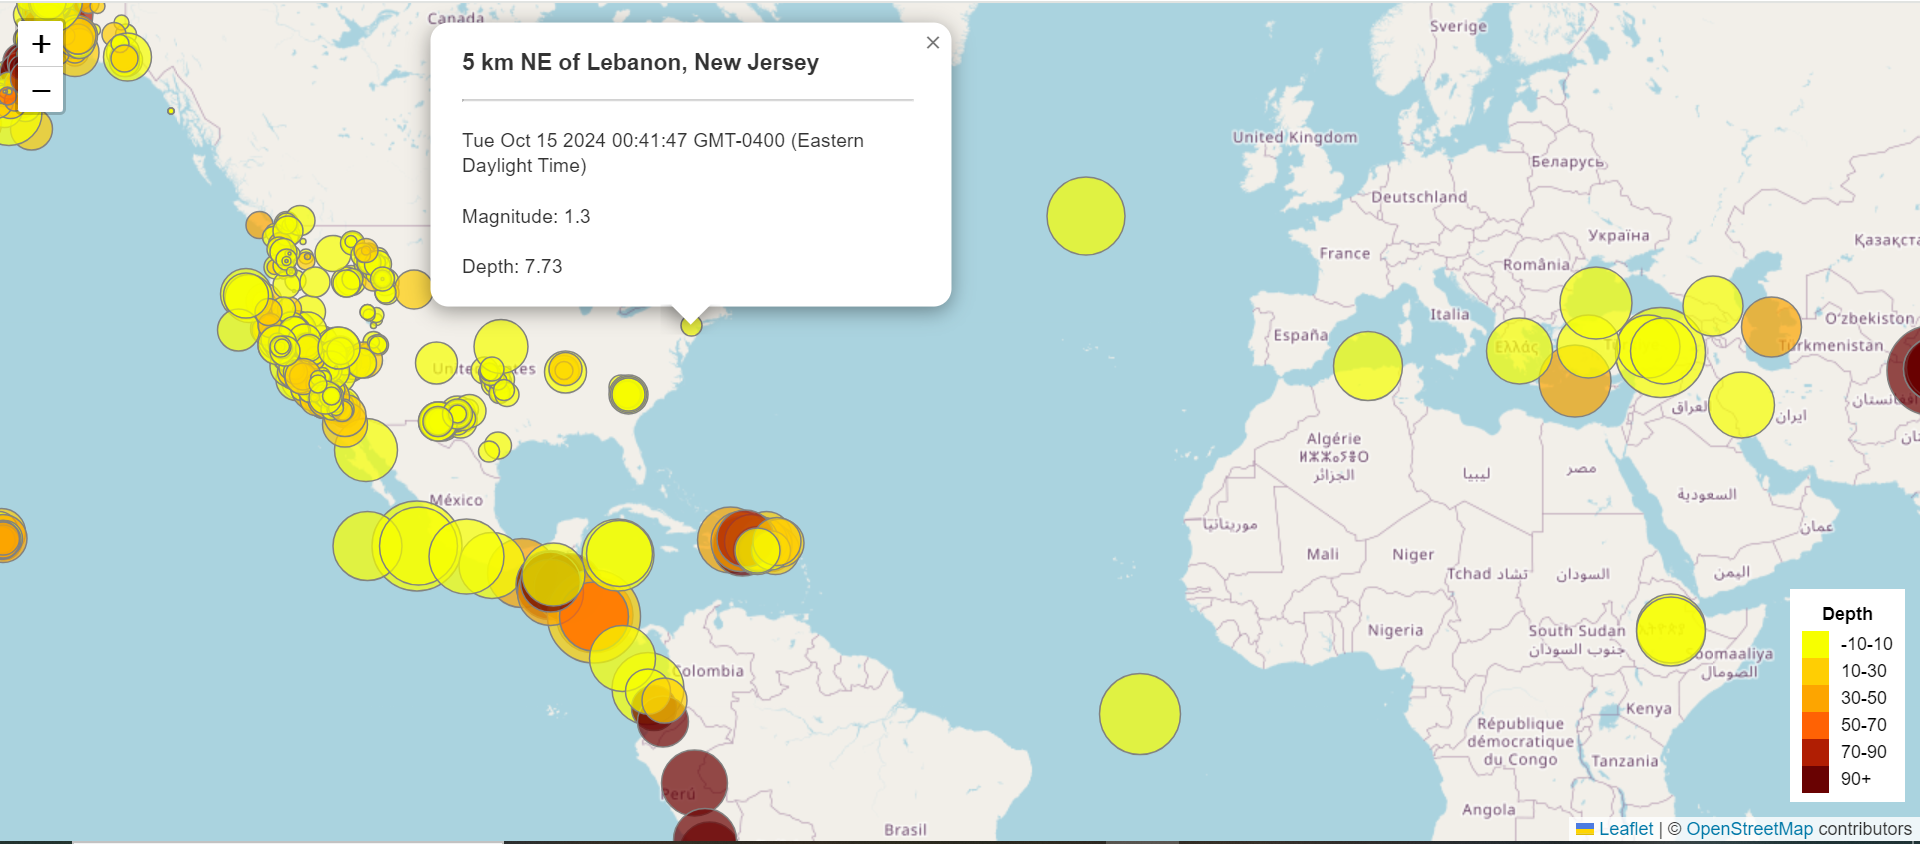 Canada
Sverige
+
−
×
5 km NE of Lebanon, New Jersey
Tue Oct 15 2024 00:41:47 GMT-0400 (Eastern
Daylight Time)
Magnitude: 1.3
Depth: 7.73
United Kingdom
Беларусь
Deutschland
Україна
Қазақста
France
România
Italia
O'zbekiston
España
Ελλάς
Türkmenistan
United States
افغانستان
العراق
ایران
Algérie
ⵍⵣⵣⴰⵢⴻⵔ
الجزائر
ليبيا
مصر
السعودية
México
موريتانيا
عمان
Mali
Niger
Tchad تشاد
السودان
اليمن
Nigeria
South Sudan
جنوب السودان
Soomaaliya
الصومال
Colombia
Kenya
République
démocratique
du Congo
Tanzania
Perú
Angola
Brasil
Depth
-10-10
10-30
30-50
50-70
70-90
90+
Leaflet | © OpenStreetMap contributors